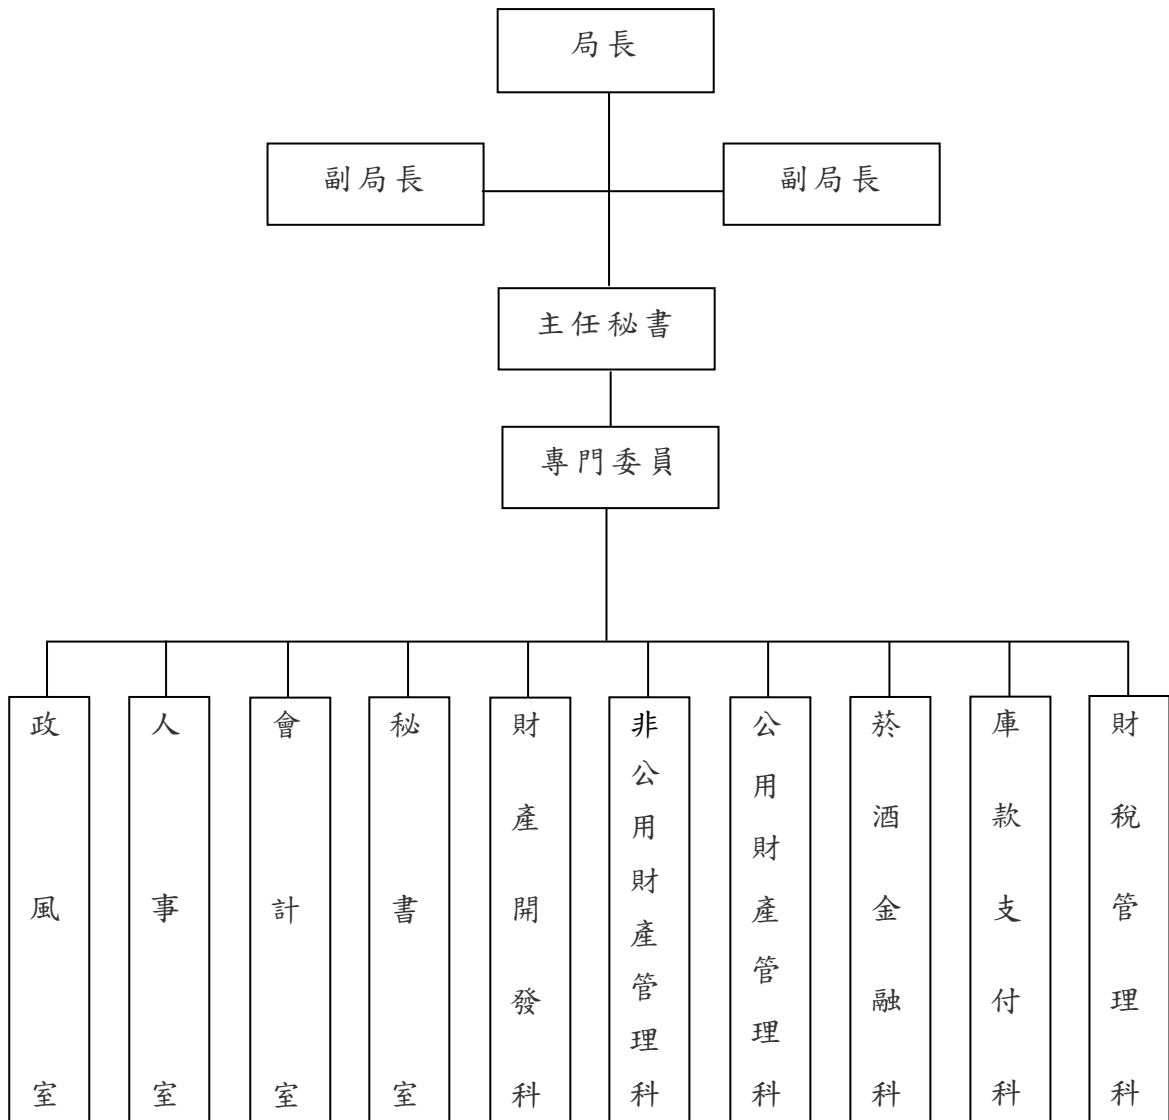 局長
副局長
副局長
主任秘書
專門委員
政風室
人事室
會計室
秘書室
財產開發科
非公用財產管理科
公用財產管理科
菸酒金融科
庫款支付科
財稅管理科